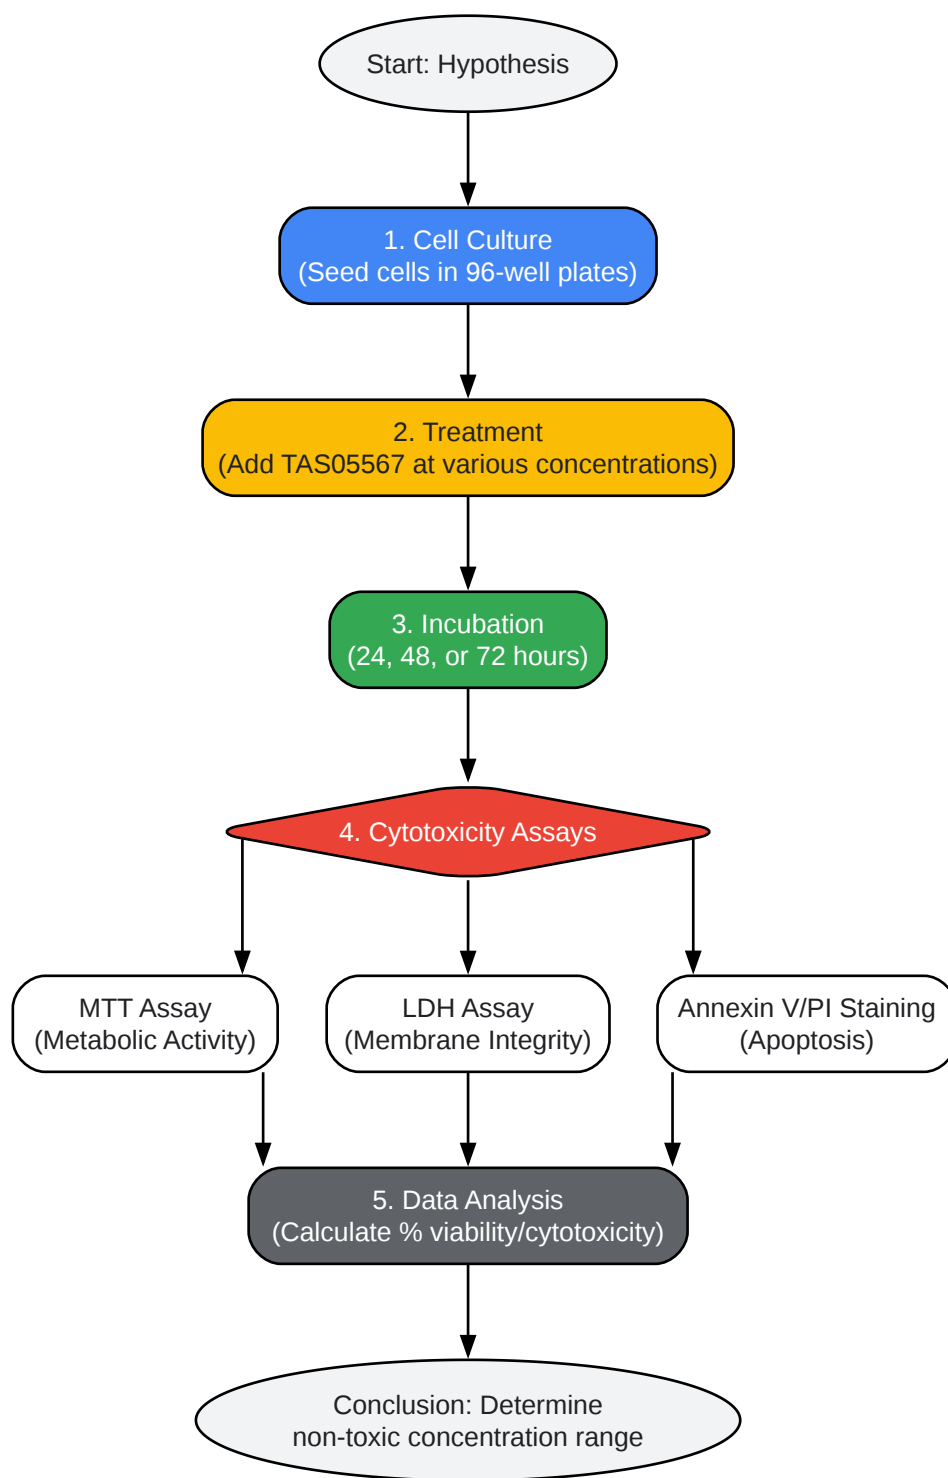 Start: Hypothesis
1. Cell Culture
(Seed cells in 96-well plates)
2. Treatment
(Add TAS05567 at various concentrations)
3. Incubation
(24, 48, or 72 hours)
4. Cytotoxicity Assays
MTT Assay
(Metabolic Activity)
LDH Assay
(Membrane Integrity)
Annexin V/PI Staining
(Apoptosis)
5. Data Analysis
(Calculate % viability/cytotoxicity)
Conclusion: Determine
non-toxic concentration range